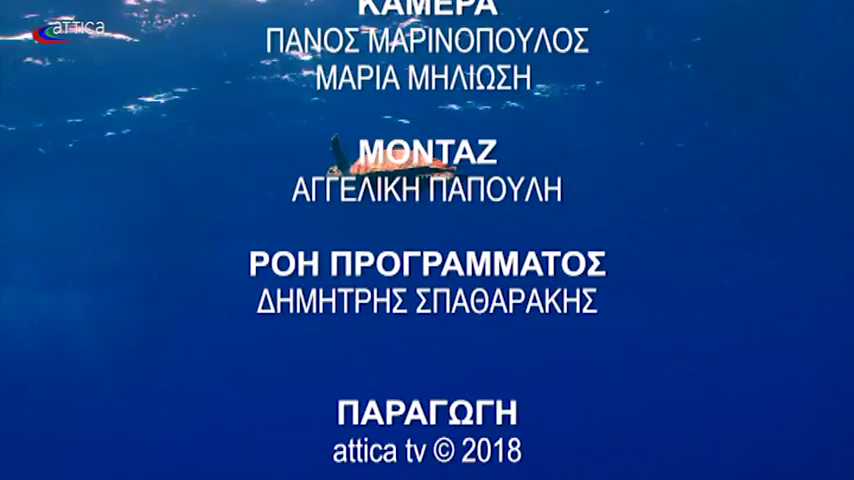 attica
ΚΑΜΕΡΑ
ΠΑΝΟΣ ΜΑΡΙΝΟΠΟΥΛΟΣ
ΜΑΡΙΑ ΜΗΛΙΩΣΗ
ΜΟΝΤΑΖ
ΑΓΓΕΛΙΚΗ ΠΑΠΟΥΛΗ
ΡΟΗ ΠΡΟΓΡΑΜΜΑΤΟΣ
ΔΗΜΗΤΡΗΣ ΣΠΑΘΑΡΑΚΗΣ
ΠΑΡΑΓΩΓΗ
attica tv © 2018